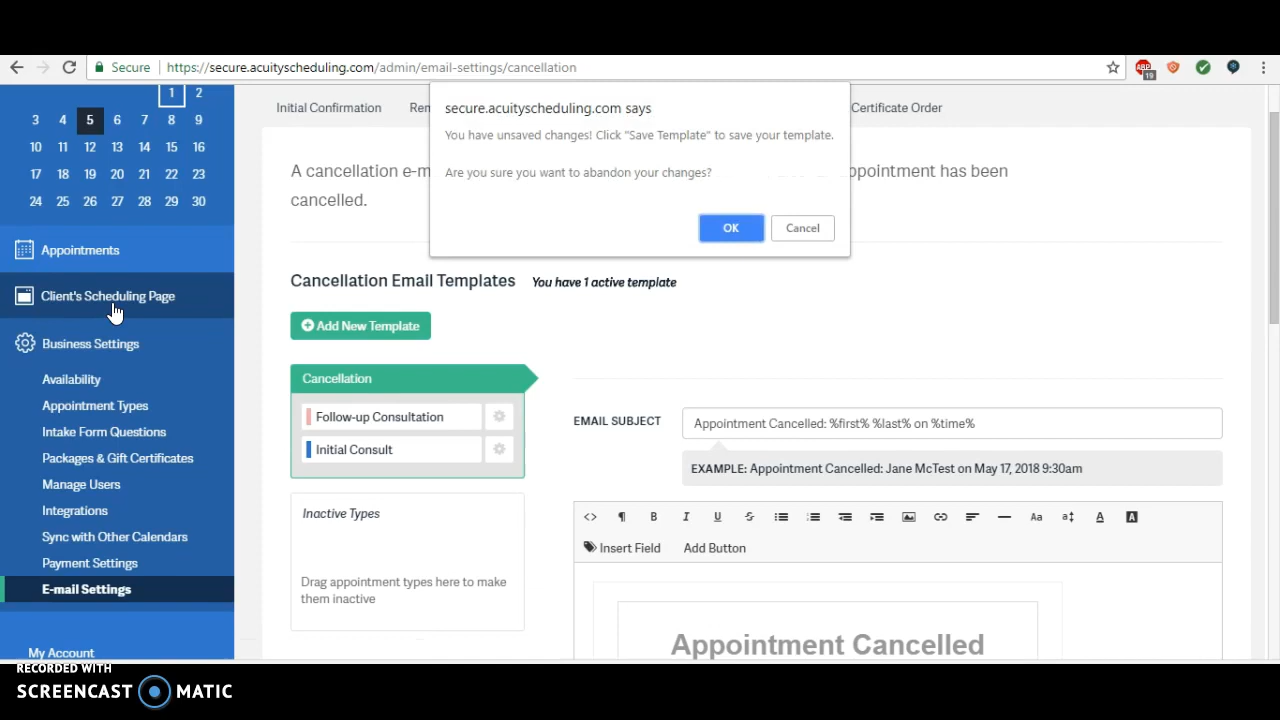 Secure
https://secure.acuityscheduling.com/admin/email-settings/cancellation
19
1 2
3 4 5 6 7 8 9
10 11 12 13 14 15 16
17 18 19 20 21 22 23
24 25 26 27 28 29 30
Appointments
Client's Scheduling Page
Business Settings
Availability
Appointment Types
Intake Form Questions
Packages & Gift Certificates
Manage Users
Integrations
Sync with Other Calendars
Payment Settings
E-mail Settings
My Account
Initial Confirmation
Certificate Order
secure.acuityscheduling.com says
You have unsaved changes! Click "Save Template" to save your template.
Are you sure you want to abandon your changes?
OK
Cancel
A cancellation e-m
ppointment has been
cancelled.
Cancellation Email Templates You have 1 active template
Add New Template
Cancellation
Follow-up Consultation
Initial Consult
Inactive Types
Drag appointment types here to make
them inactive
EMAIL SUBJECT
Appointment Cancelled: %first% %last% on %time%
EXAMPLE: Appointment Cancelled: Jane McTest on May 17, 2018 9:30am
B I U S Aa A A
Insert Field Add Button
Appointment Cancelled
RECORDED WITH
SCREENCAST MATIC